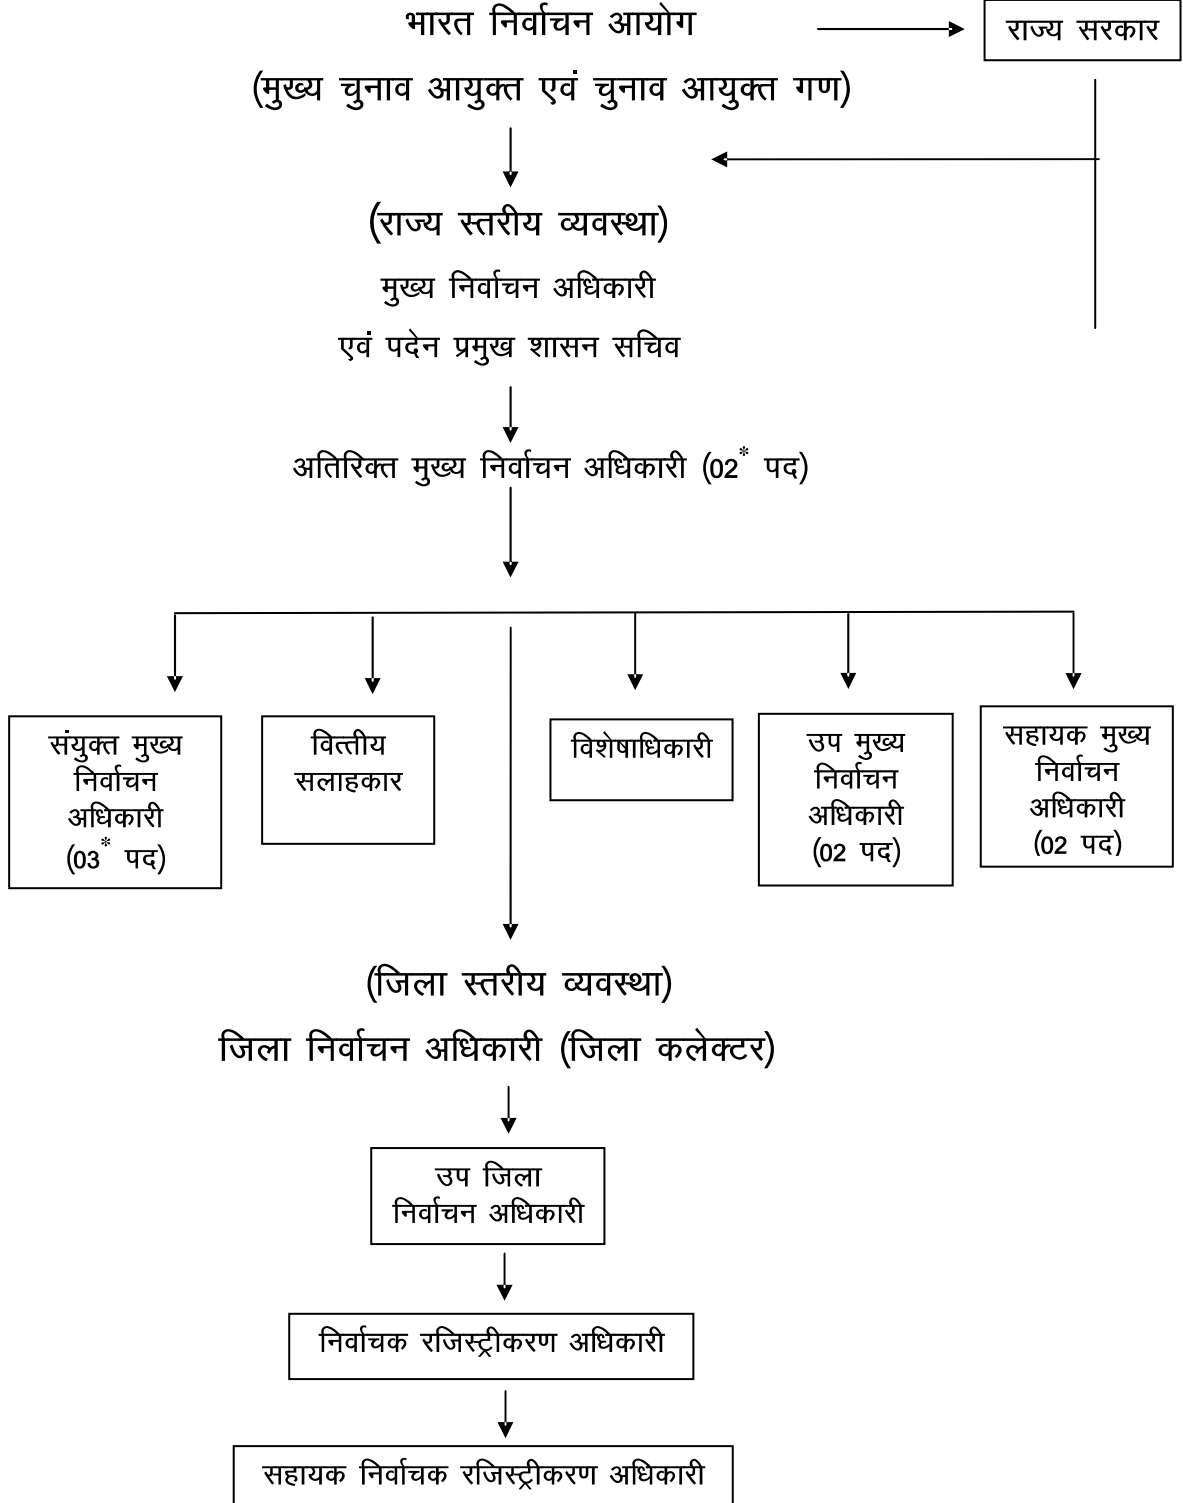 भारत निर्वाचन आयोग
राज्य सरकार
(मुख्य चुनाव आयुक्त एवं चुनाव आयुक्त गण)
(राज्य स्तरीय व्यवस्था)
मुख्य निर्वाचन अधिकारी
एवं पदेन प्रमुख शासन सचिव
अतिरिक्त मुख्य निर्वाचन अधिकारी (02* पद)
संयुक्त मुख्य
निर्वाचन
अधिकारी
(03* पद)
वित्तीय
सलाहकार
विशेषाधिकारी
उप मुख्य
निर्वाचन
अधिकारी
(02 पद)
सहायक मुख्य
निर्वाचन
अधिकारी
(02 पद)
(जिला स्तरीय व्यवस्था)
जिला निर्वाचन अधिकारी (जिला कलेक्टर)
उप जिला
निर्वाचन अधिकारी
निर्वाचक रजिस्ट्रीकरण अधिकारी
सहायक निर्वाचक रजिस्ट्रीकरण अधिकारी